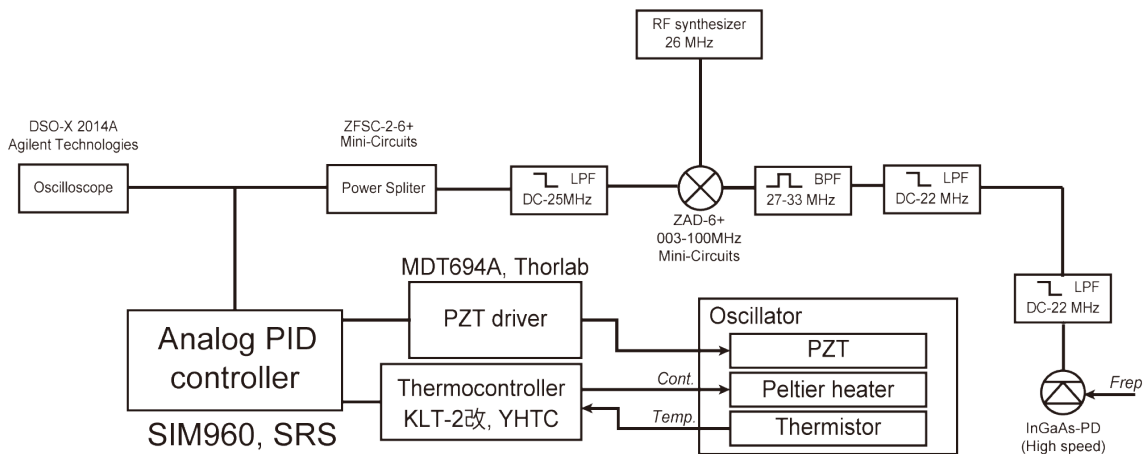 RF synthesizer
26 MHz
DSO-X 2014A
Agilent Technologies
Oscilloscope
ZFSC-2-6+
Mini-Circuits
Power Spliter
LPF
DC-25MHz
ZAD-6+
003-100MHz
Mini-Circuits
BPF
27-33 MHz
LPF
DC-22 MHz
LPF
DC-22 MHz
MDT694A, Thorlab
PZT driver
Analog PID
controller
SIM960, SRS
Thermocontroller
KLT-2改, YHTC
Cont.
Temp.
Oscillator
PZT
Peltier heater
Thermistor
Frep
InGaAs-PD
(High speed)